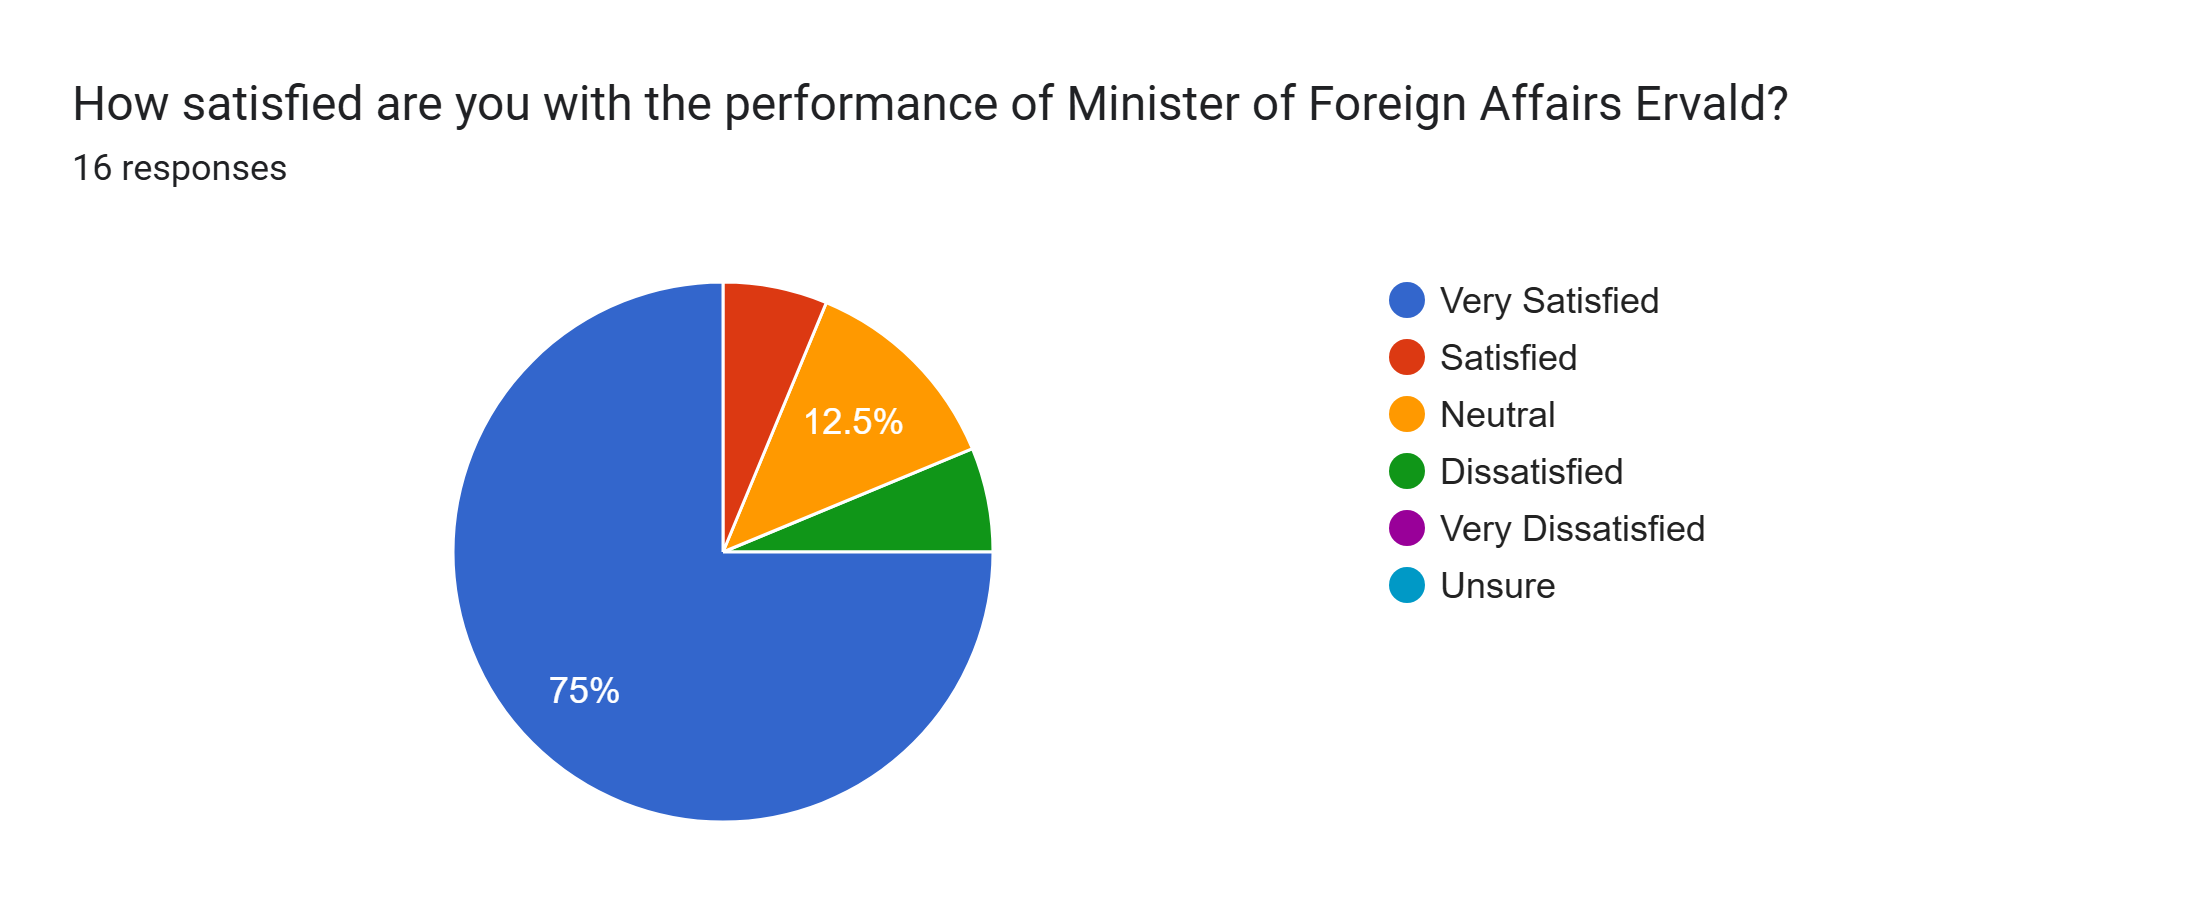 How satisfied are you with the performance of Minister of Foreign Affairs Ervald?
16 responses
12.5%
75%
Very Satisfied
Satisfied
Neutral
Dissatisfied
Very Dissatisfied
Unsure